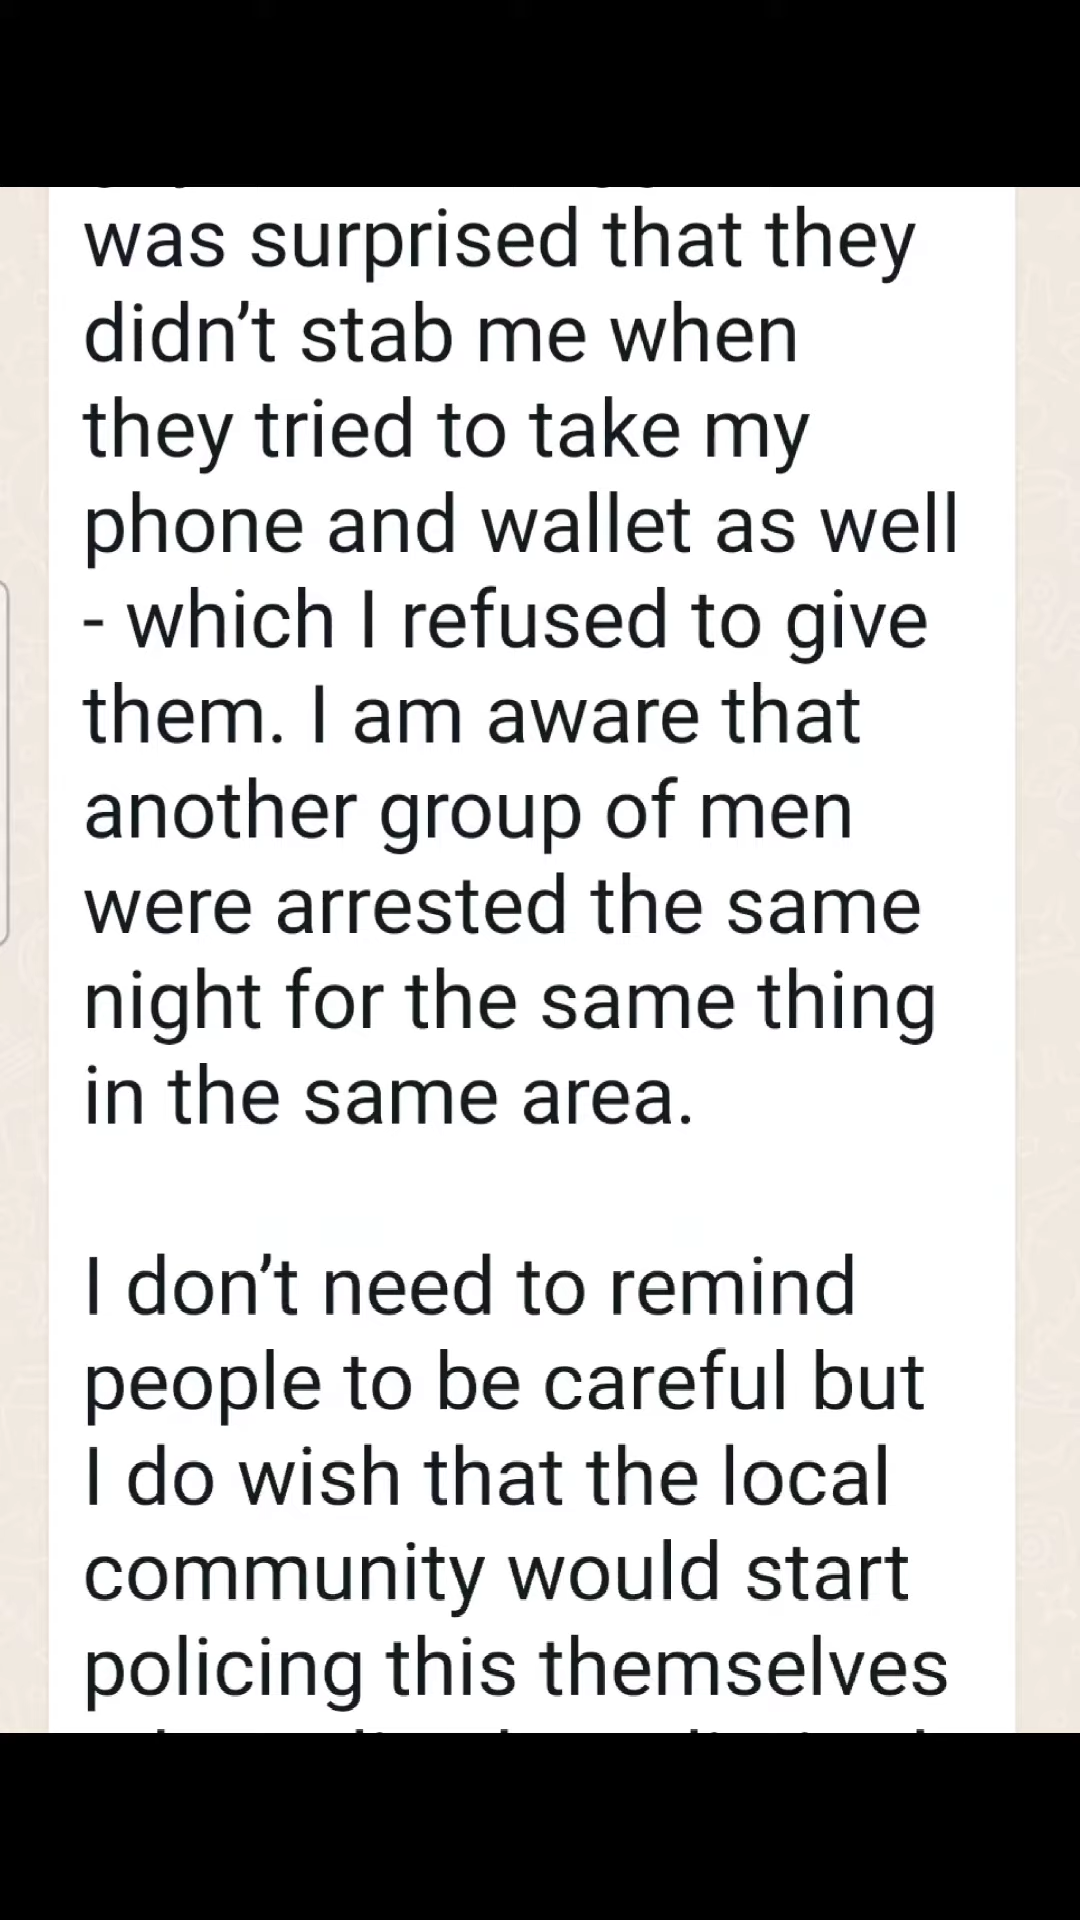 was surprised that they
didn’t stab me when
they tried to take my
phone and wallet as well
- which I refused to give
them. I am aware that
another group of men
were arrested the same
night for the same thing
in the same area.
I don’t need to remind
people to be careful but
I do wish that the local
community would start
policing this themselves